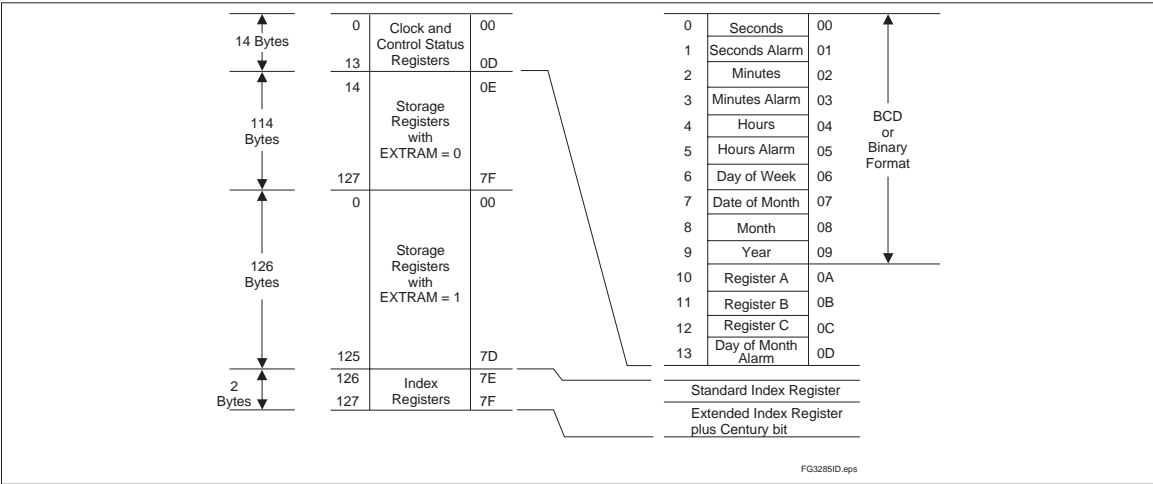 14 Bytes
0 Clock and 00
Control Status
13 Registers 0D
14 0E
114
Bytes
Storage
Registers
with
EXTRAM = 0
127 7F
0 00
126
Bytes
Storage
Registers
with
EXTRAM = 1
125 7D
2
Bytes
126 Index 7E
127 Registers 7F
0 Seconds 00
1 Seconds Alarm 01
2 Minutes 02
3 Minutes Alarm 03
4 Hours 04
5 Hours Alarm 05
6 Day of Week 06
7 Date of Month 07
8 Month 08
9 Year 09
BCD
or
Binary
Format
10 Register A 0A
11 Register B 0B
12 Register C 0C
13 Day of Month 0D
Alarm
Standard Index Register
Extended Index Register
plus Century bit
FG3285ID.eps